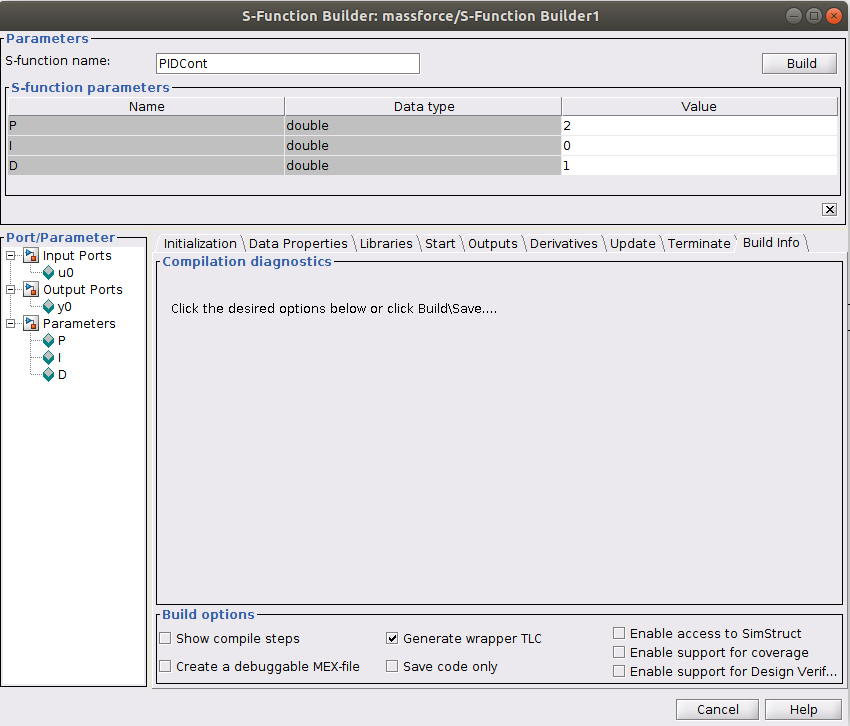 S-Function Builder: massforce/S-Function Builder1
Parameters
S-function name: PIDCont Build
S-function parameters
Name Data type Value
P double 2
I double 0
D double 1
Port/Parameter
Input Ports
u0
Output Ports
y0
Parameters
P
I
D
Initialization Data Properties Libraries Start Outputs Derivatives Update Terminate Build Info
Compilation diagnostics
Click the desired options below or click Build\Save....
Build options
Show compile steps Generate wrapper TLC Enable access to SimStruct
Enable support for coverage
Create a debuggable MEX-file Save code only Enable support for Design Verif...
Cancel Help